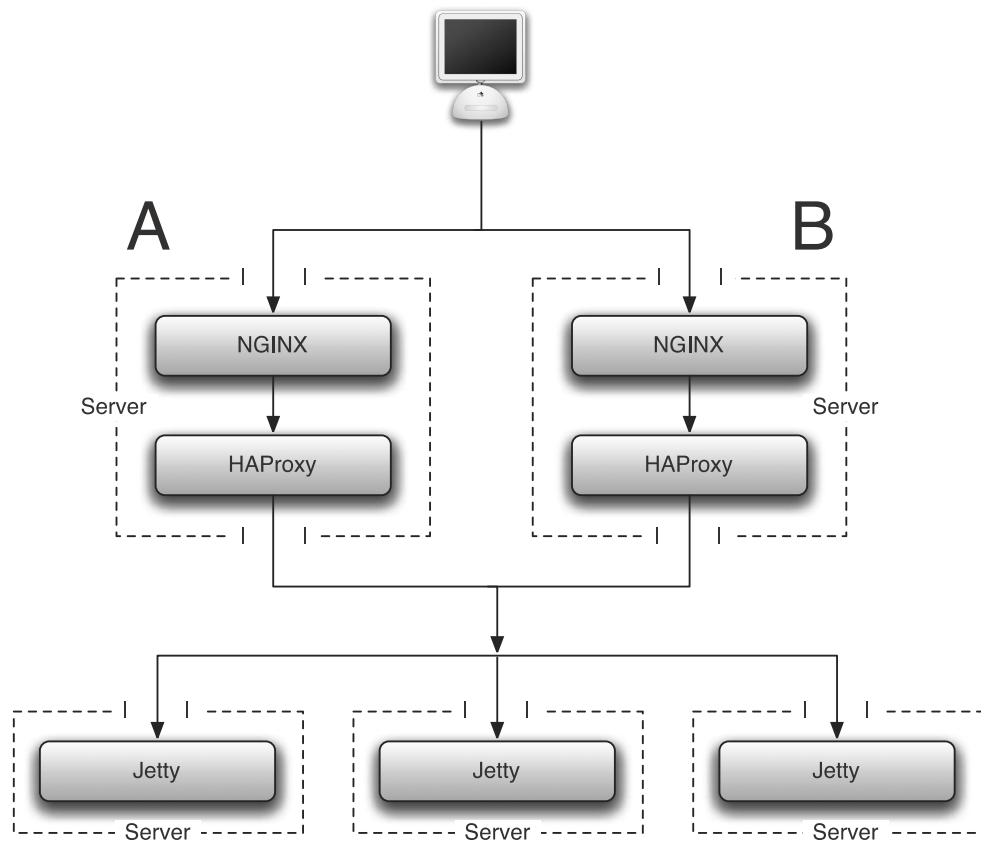 A
B
NGINX
NGINX
Server
Server
HAProxy
HAProxy
Jetty
Jetty
Jetty
Server
Server
Server